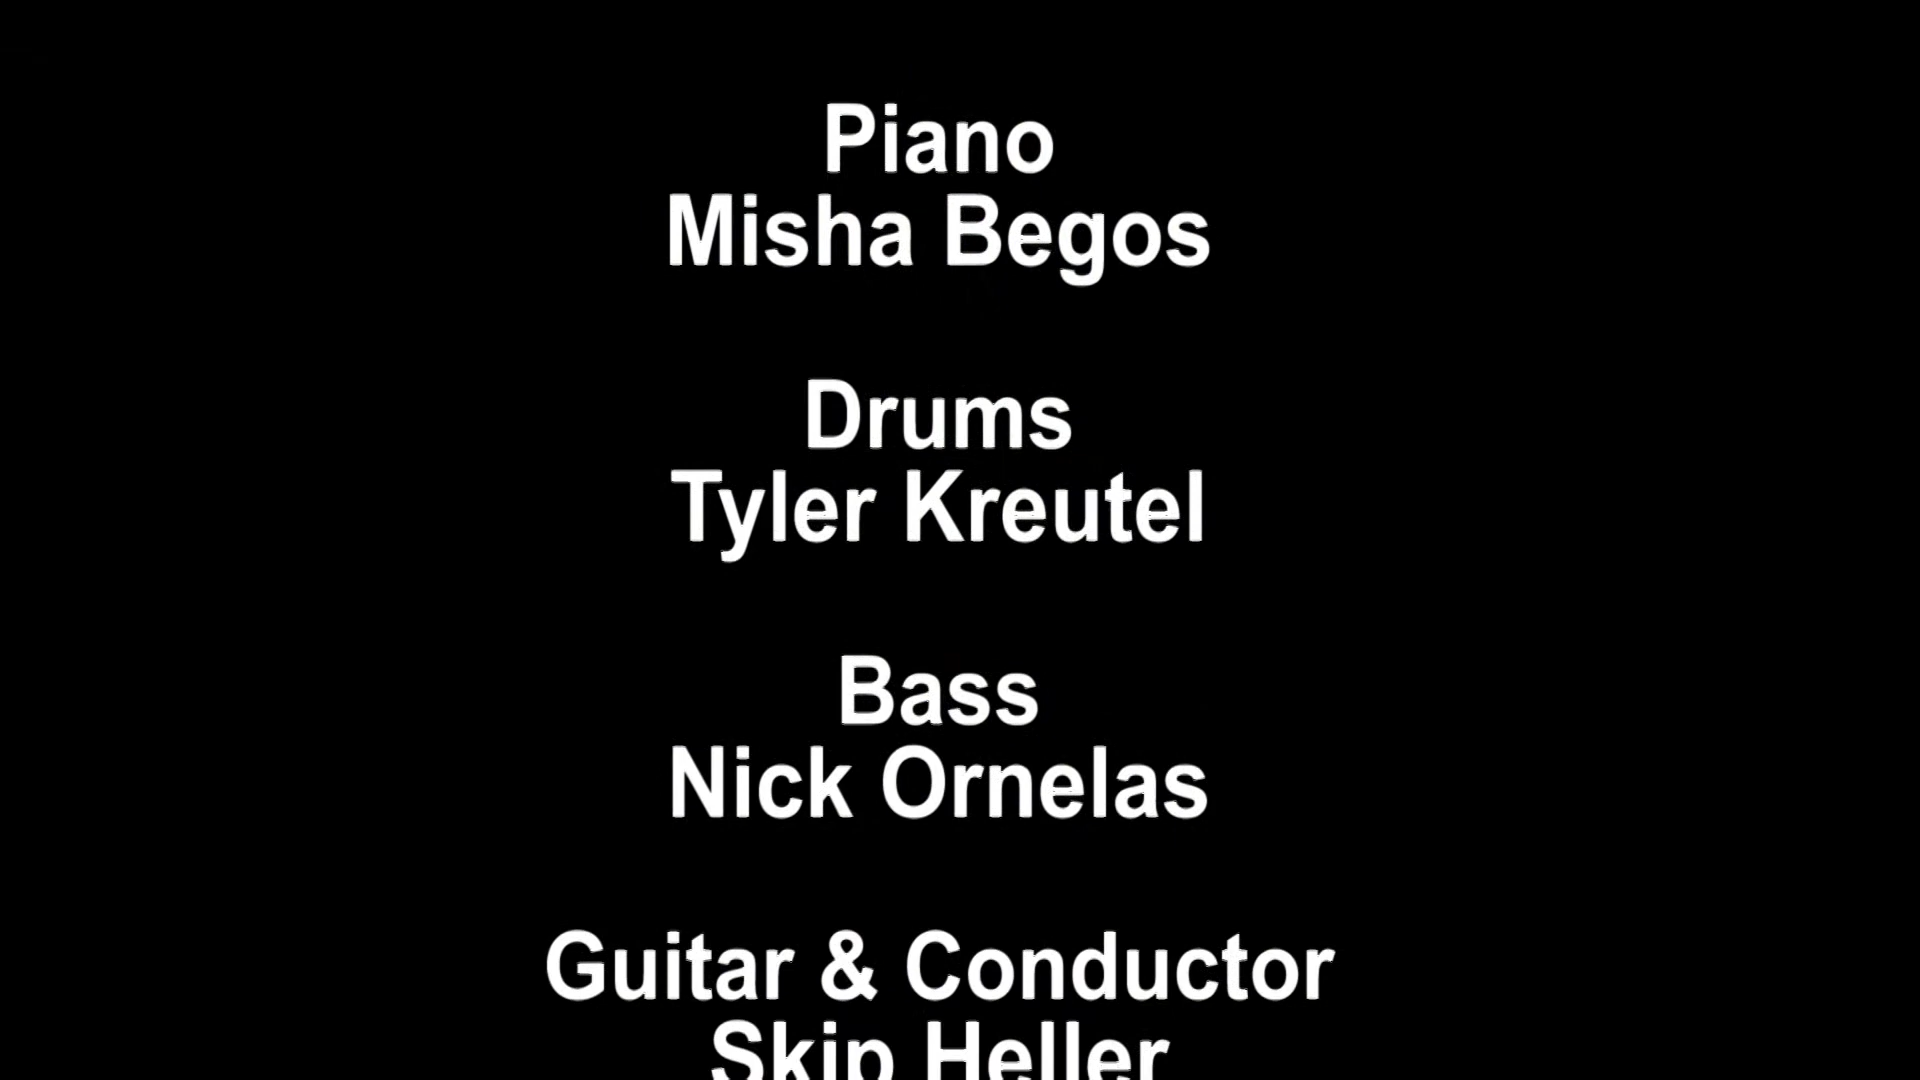 Piano
Misha Begos
Drums
Tyler Kreutel
Bass
Nick Ornelas
Guitar & Conductor
Skip Heller